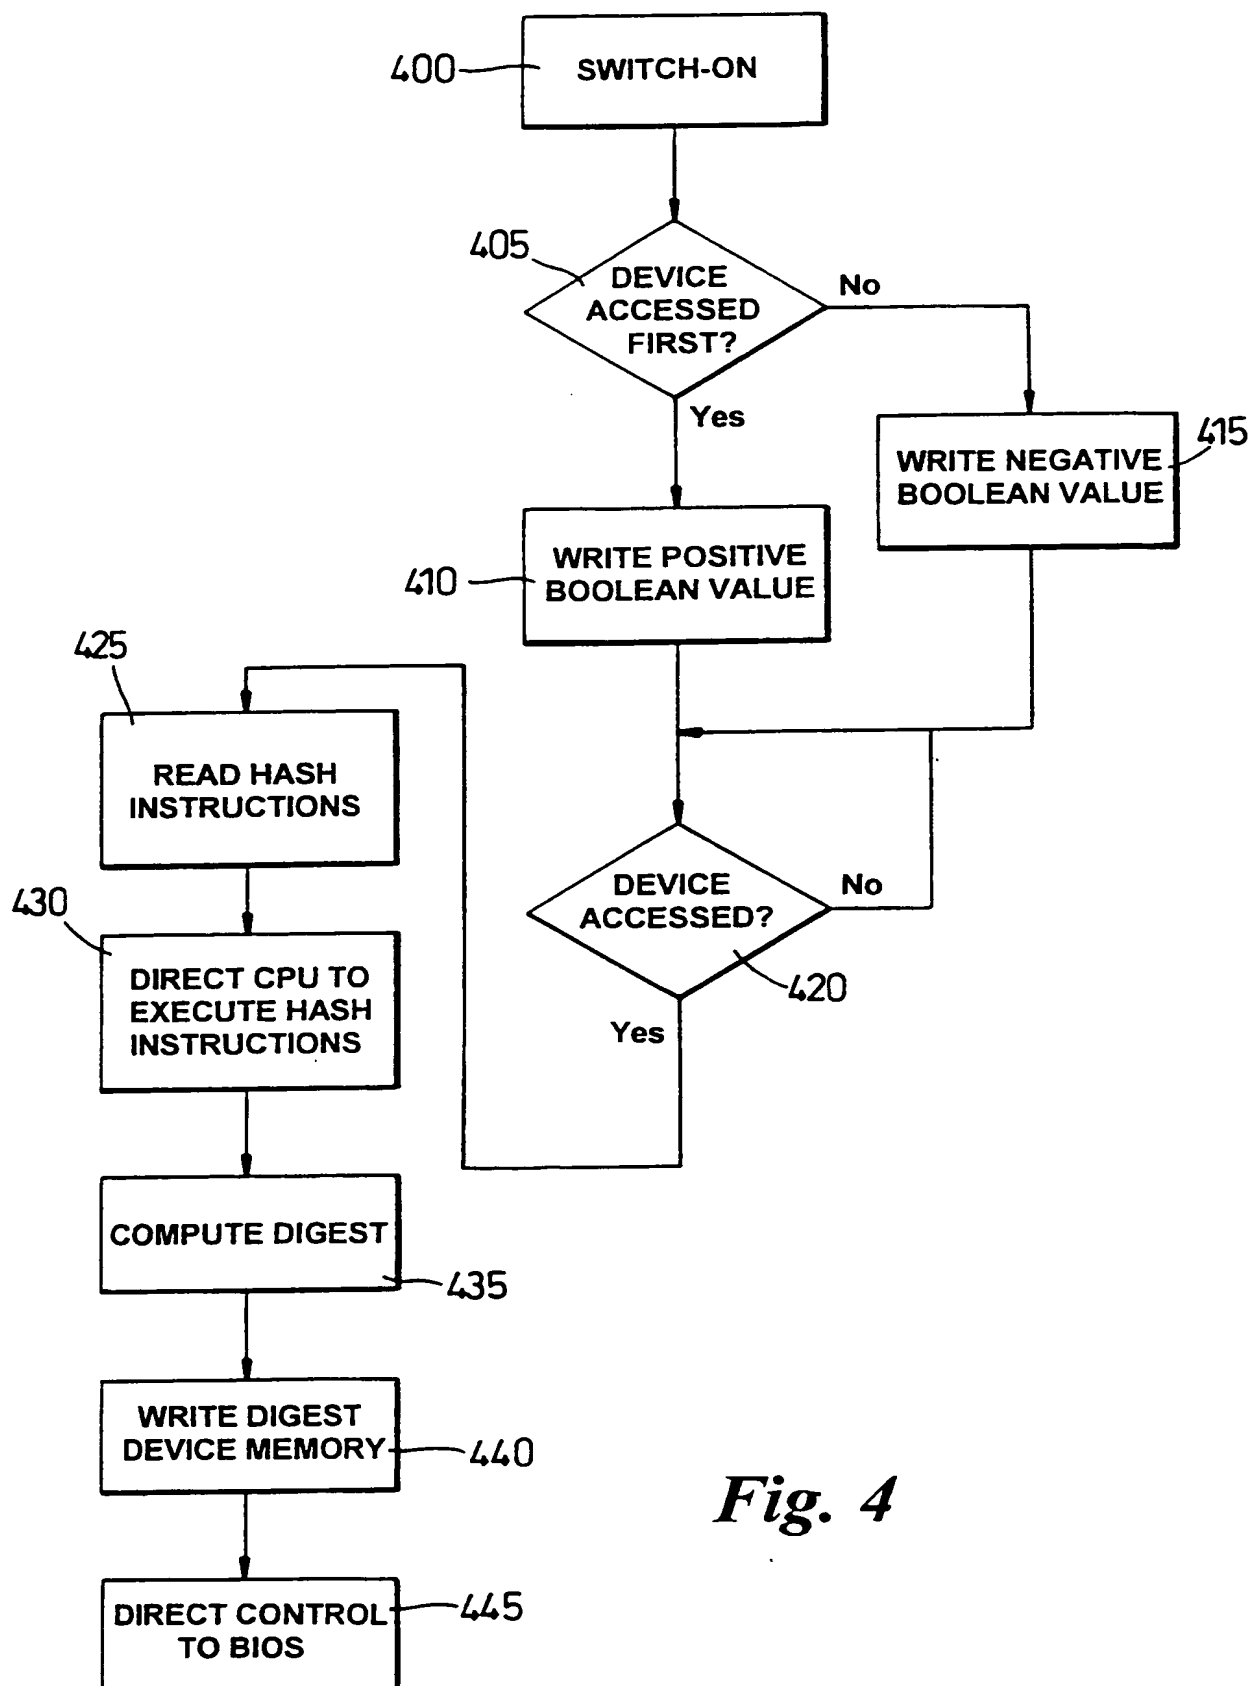 400
SWITCH-ON
405
DEVICE
ACCESSED
FIRST?
No
Yes
415
WRITE NEGATIVE
BOOLEAN VALUE
410
WRITE POSITIVE
BOOLEAN VALUE
425
READ HASH
INSTRUCTIONS
DEVICE
ACCESSED?
No
420
Yes
430
DIRECT CPU TO
EXECUTE HASH
INSTRUCTIONS
COMPUTE DIGEST
435
WRITE DIGEST
DEVICE MEMORY
440
DIRECT CONTROL
TO BIOS
445
Fig. 4